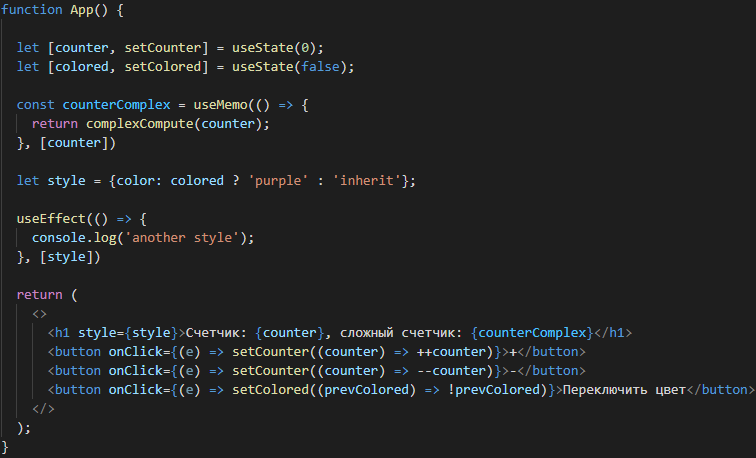 function App() {
let [counter, setCounter] = useState(0);
let [colored, setColored] = useState(false);
const counterComplex = useMemo(() => {
return complexCompute(counter);
}, [counter])
let style = {color: colored ? 'purple' : 'inherit'};
useEffect(() => {
console.log('another style');
}, [style])
return (
<>
<h1 style={style}>Счетчик: {counter}, сложный счетчик: {counterComplex}</h1>
<button onClick={(e) => setCounter((counter) => ++counter)}>+</button>
<button onClick={(e) => setCounter((counter) => --counter)}>-</button>
<button onClick={(e) => setColored((prevColored) => !prevColored)}>Переключить цвет</button>
</>
);
}